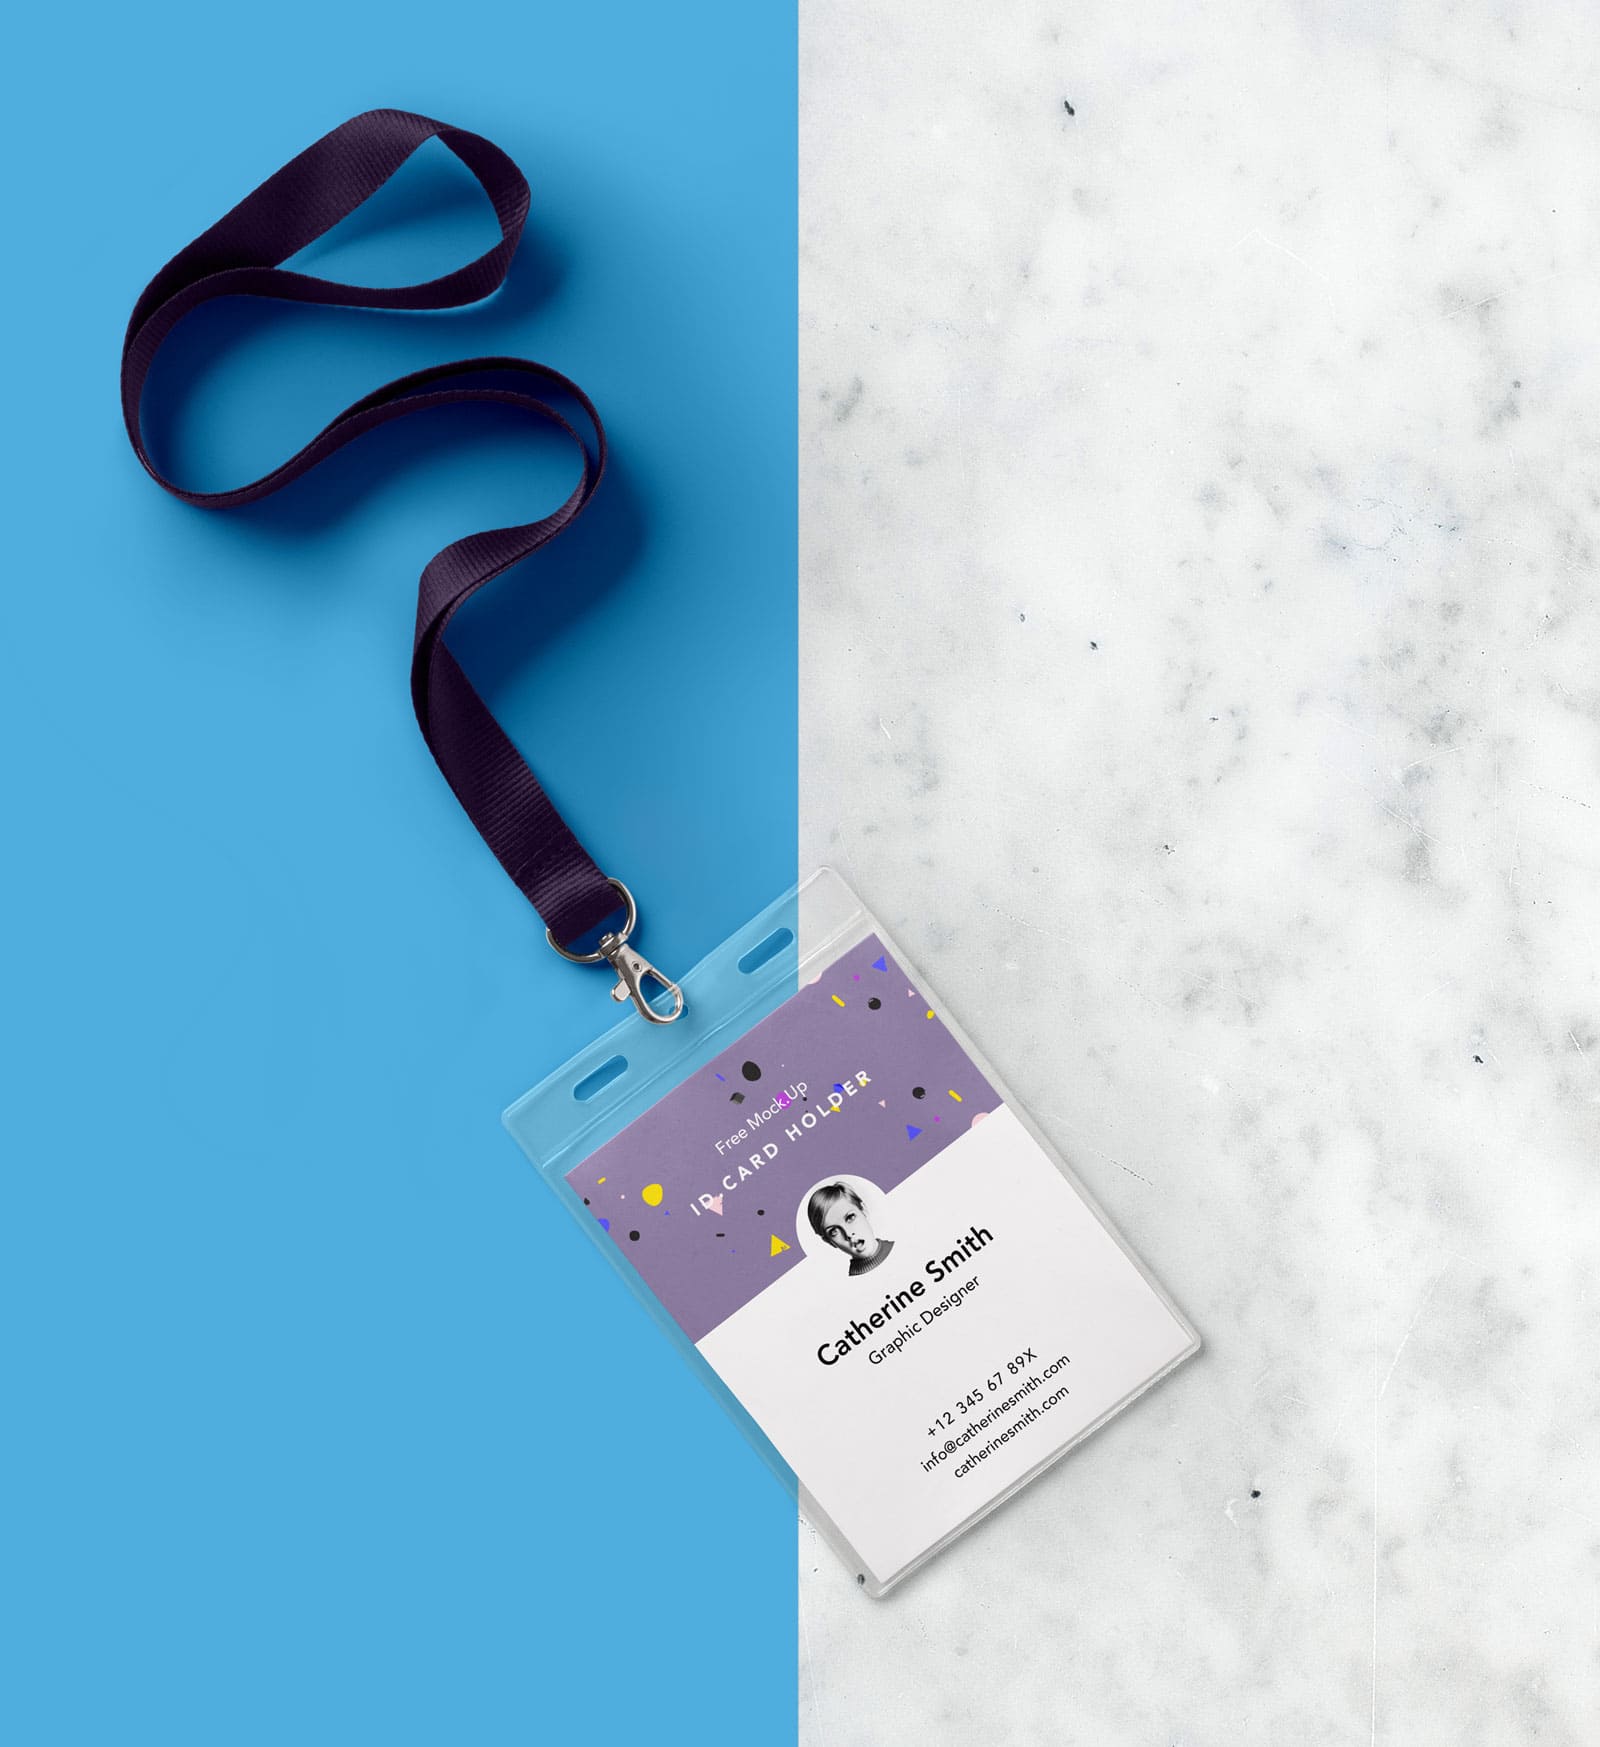 Free Mock.Up
ID CARD HOLDER
Catherine Smith
Graphic Designer
+12 345 67 89X
info@catherinesmith.com
catherinesmith.com